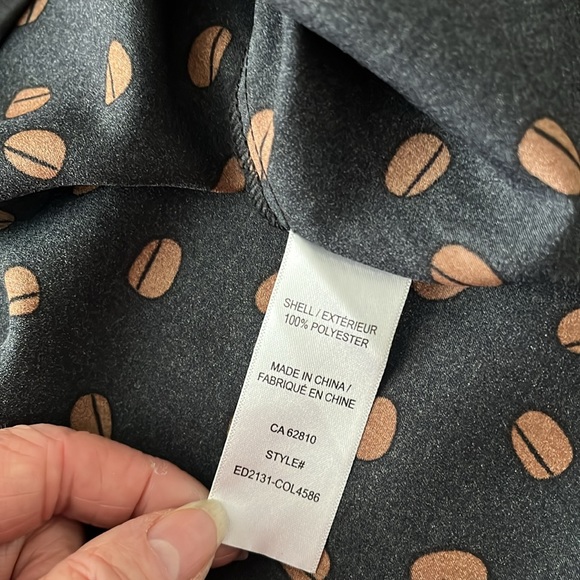 SHELL / EXTÉRIEUR
100% POLYESTER
MADE IN CHINA /
FABRIQUÉ EN CHINE
CA 62810
STYLE#
ED2131-COL4586